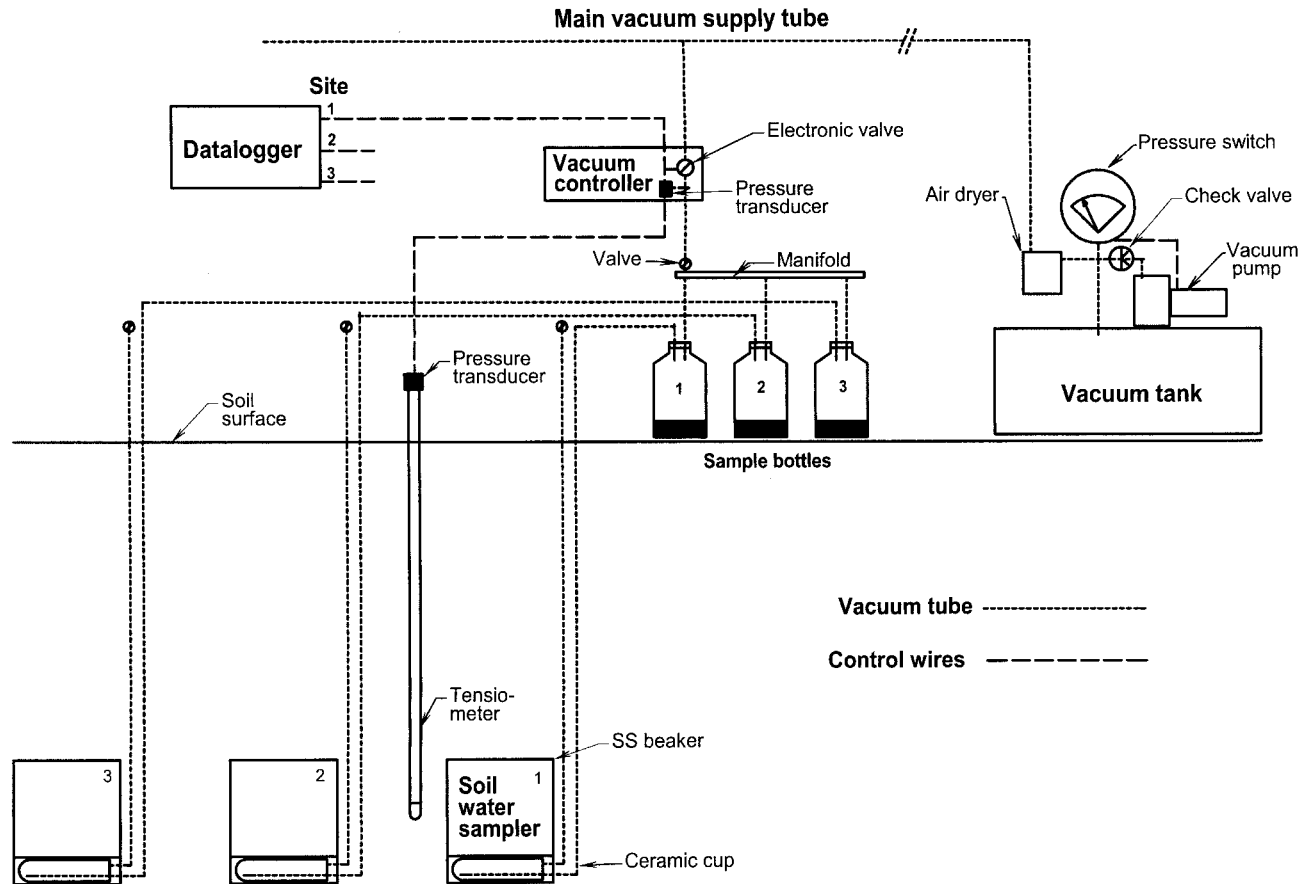 Main vacuum supply tube
Site
1
Datalogger
2
3
Electronic valve
Vacuum
controller
Pressure
transducer
Pressure switch
Air dryer
Check valve
Vacuum
pump
Valve
Manifold
Pressure
transducer
1
2
3
Vacuum tank
Soil
surface
Sample bottles
Vacuum tube
Control wires
Tensio-
meter
SS beaker
3
2
1
Soil
water
sampler
Ceramic cup